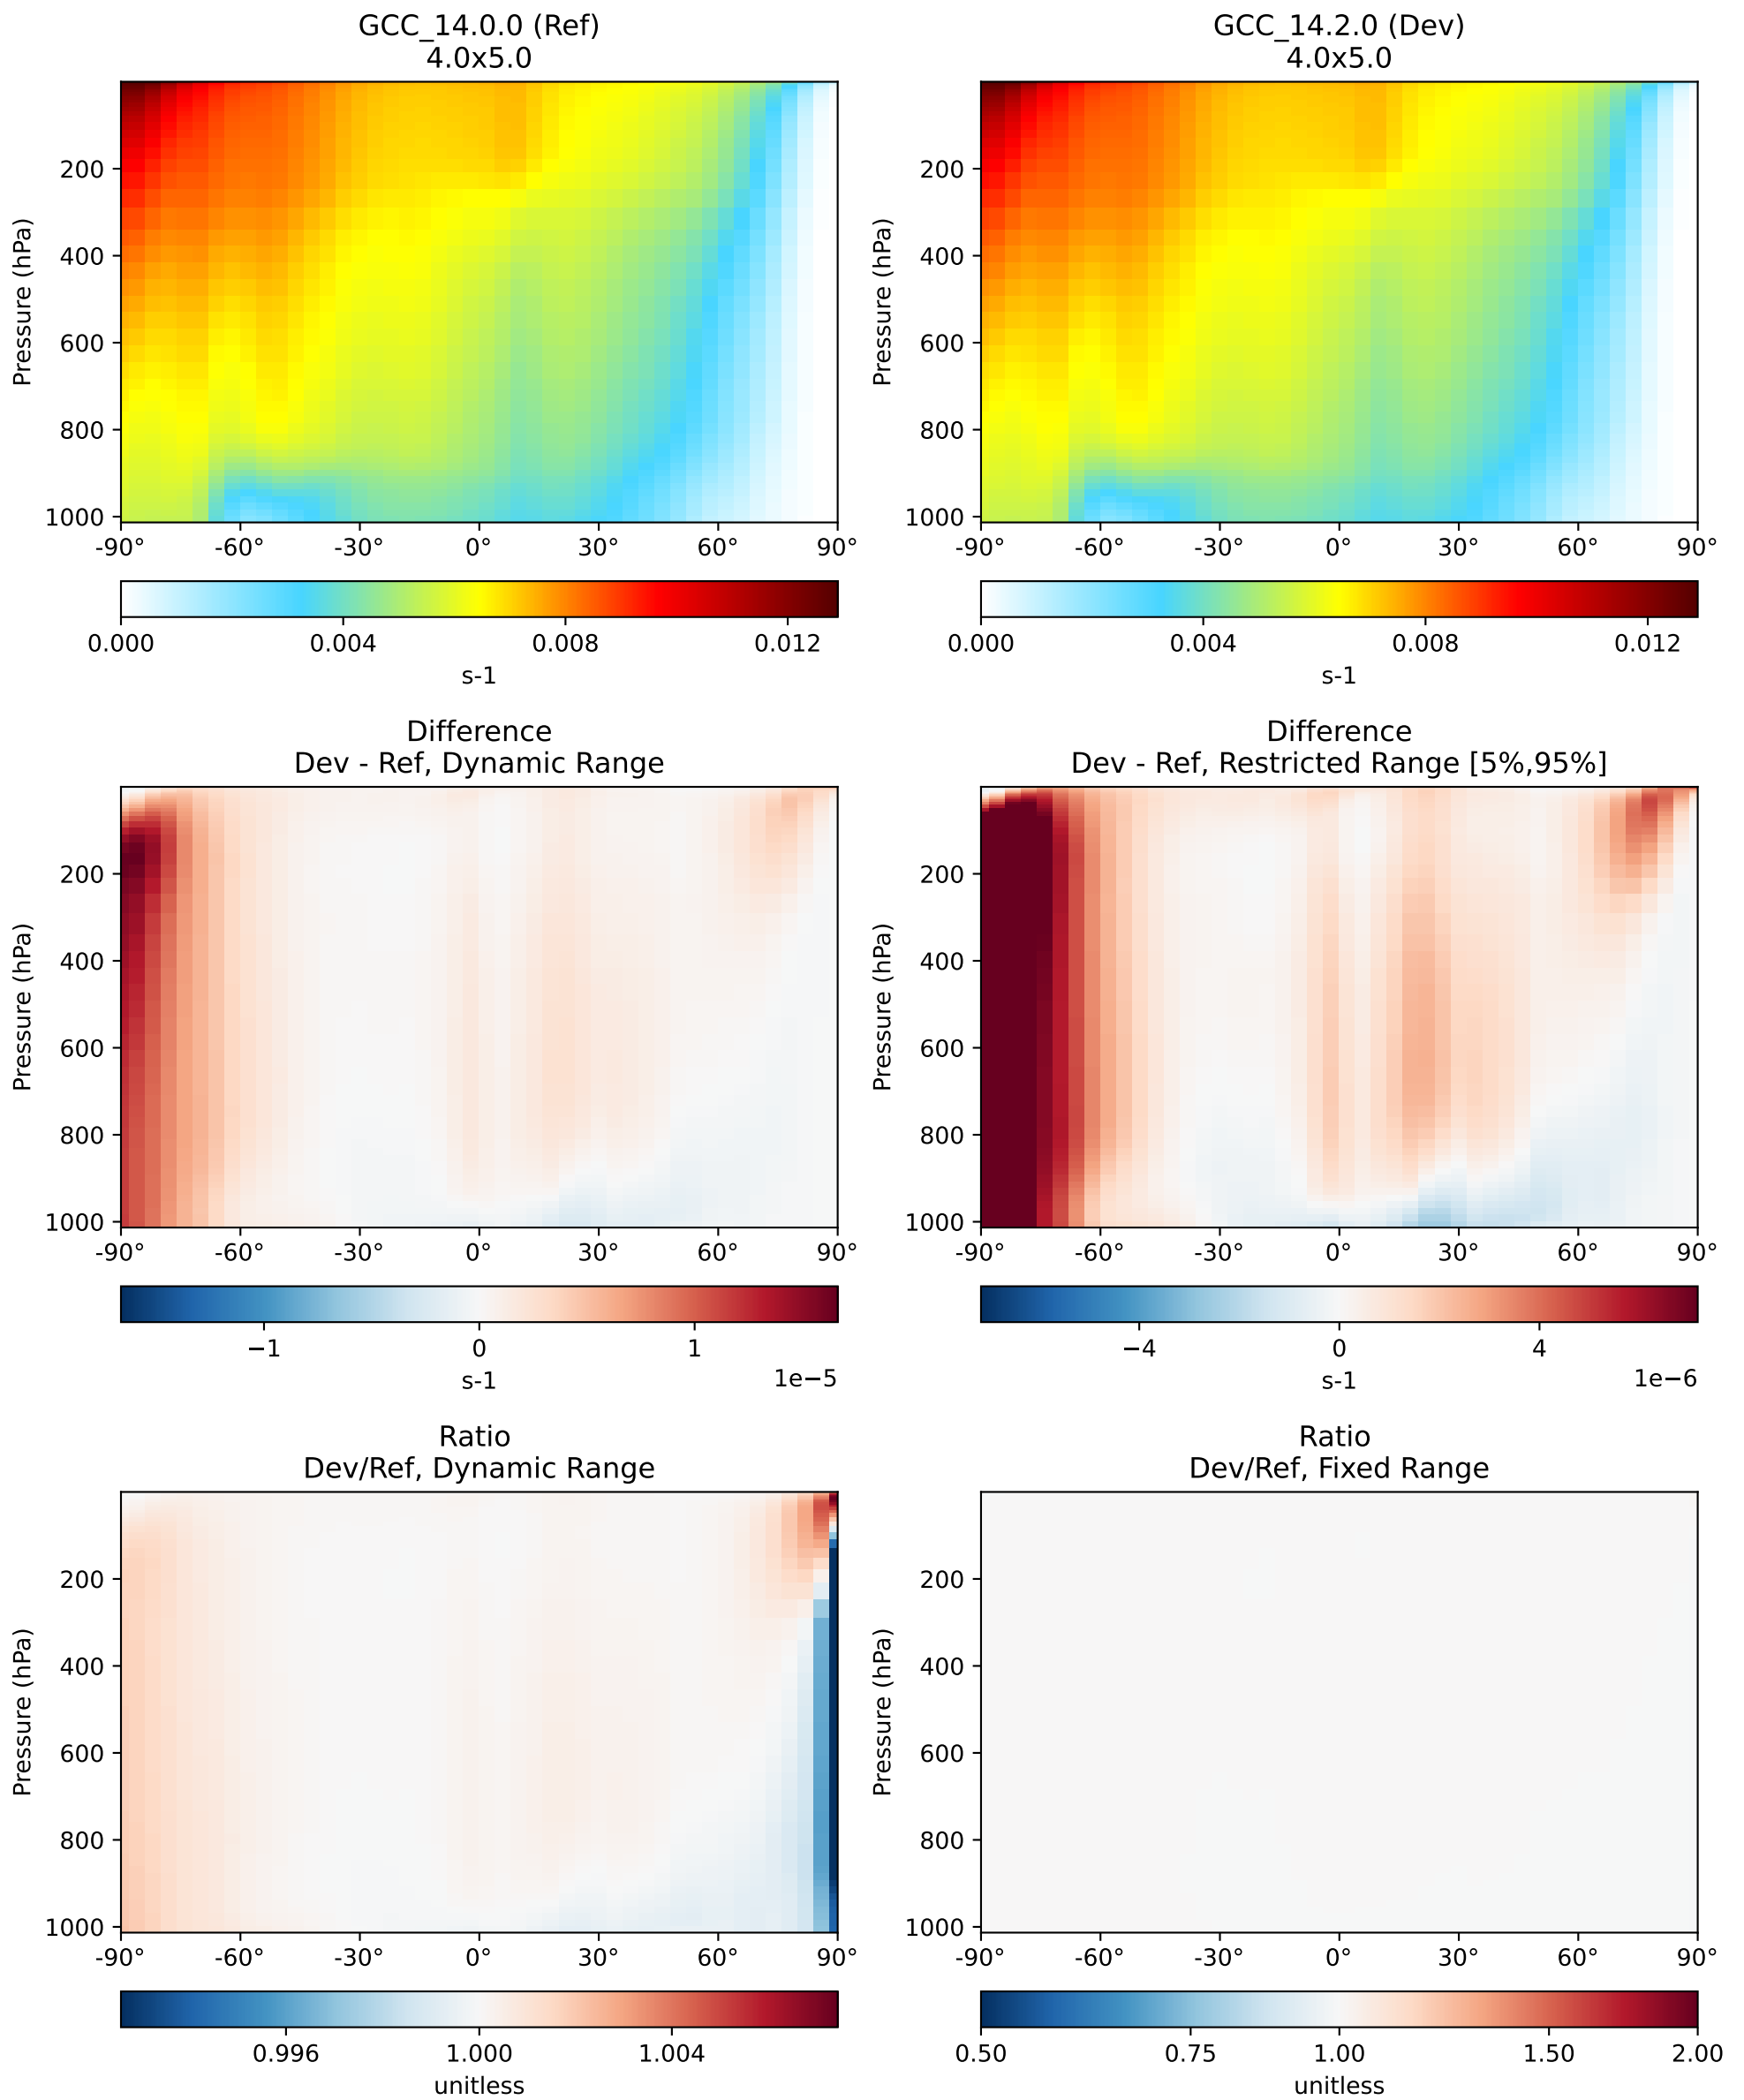 GCC_14.0.0 (Ref)
4.0x5.0
Pressure (hPa)
200
400
600
800
1000
-90° -60° -30° 0° 30° 60° 90°
0.000 0.004 0.008 0.012
s-1
GCC_14.2.0 (Dev)
4.0x5.0
Pressure (hPa)
200
400
600
800
1000
-90° -60° -30° 0° 30° 60° 90°
0.000 0.004 0.008 0.012
s-1
Difference
Dev - Ref, Dynamic Range
Pressure (hPa)
200
400
600
800
1000
-90° -60° -30° 0° 30° 60° 90°
−1 0 1
s-1 1e−5
Difference
Dev - Ref, Restricted Range [5%,95%]
Pressure (hPa)
200
400
600
800
1000
-90° -60° -30° 0° 30° 60° 90°
−4 0 4
s-1 1e−6
Ratio
Dev/Ref, Dynamic Range
Pressure (hPa)
200
400
600
800
1000
-90° -60° -30° 0° 30° 60° 90°
0.996 1.000 1.004
unitless
Ratio
Dev/Ref, Fixed Range
Pressure (hPa)
200
400
600
800
1000
-90° -60° -30° 0° 30° 60° 90°
0.50 0.75 1.00 1.50 2.00
unitless